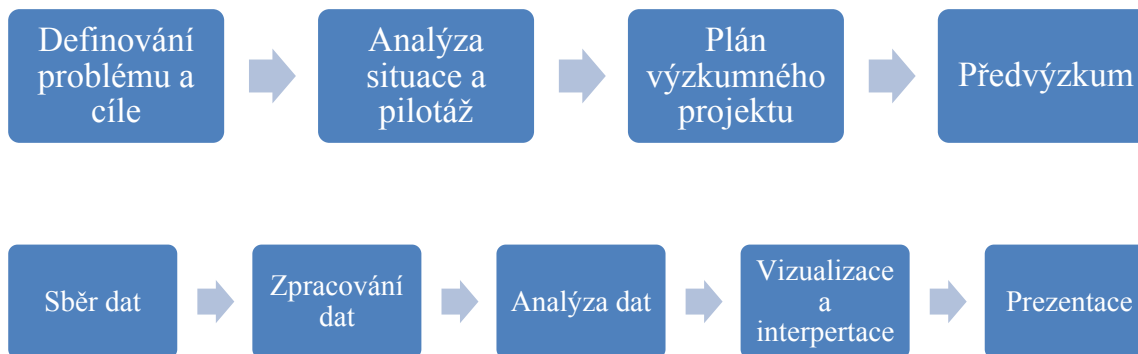 Definování
problému a
cíle
Analýza
situace a
pilotáž
Plán
výzkumného
projektu
Předvýzkum
Sběr dat
Zpracování
dat
Analýza dat
Vizualizace
a
interpertace
Prezentace